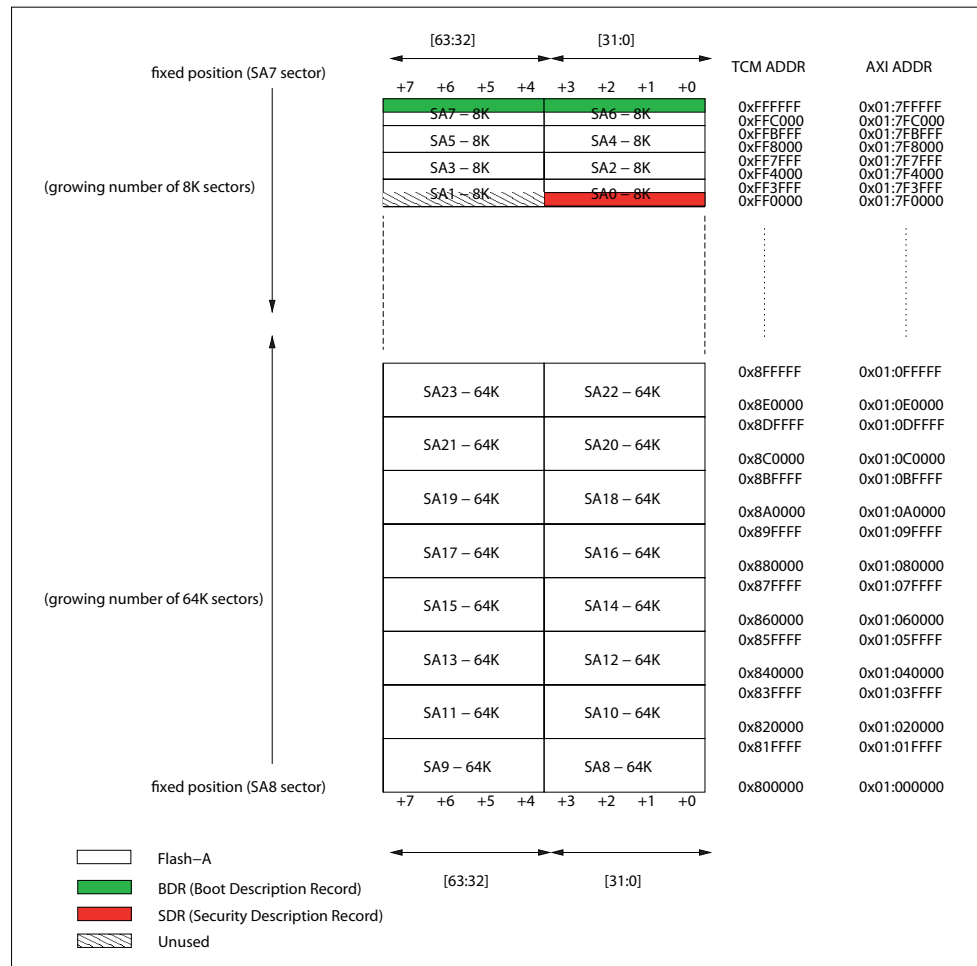 [63:32] [31:0]
TCM ADDR AXI ADDR
fixed position (SA7 sector)
+7 +6 +5 +4 +3 +2 +1 +0
0xFFFFFF 0x01:7FFFFF
SA7 – 8K SA6 – 8K
0xFFC000 0x01:7FC000
0xFFBFFF 0x01:7FBFFF
SA5 – 8K SA4 – 8K
0xFF8000 0x01:7F8000
0xFF7FFF 0x01:7F7FFF
SA3 – 8K SA2 – 8K
0xFF4000 0x01:7F4000
(growing number of 8K sectors)
0xFF3FFF 0x01:7F3FFF
SA1 – 8K SA0 – 8K
0xFF0000 0x01:7F0000
0x8FFFFF 0x01:0FFFFF
SA23 – 64K SA22 – 64K
0x8E0000 0x01:0E0000
0x8DFFFF 0x01:0DFFFF
SA21 – 64K SA20 – 64K
0x8C0000 0x01:0C0000
0x8BFFFF 0x01:0BFFFF
SA19 – 64K SA18 – 64K
0x8A0000 0x01:0A0000
0x89FFFF 0x01:09FFFF
SA17 – 64K SA16 – 64K
0x880000 0x01:080000
0x87FFFF 0x01:07FFFF
(growing number of 64K sectors)
SA15 – 64K SA14 – 64K
0x860000 0x01:060000
0x85FFFF 0x01:05FFFF
SA13 – 64K SA12 – 64K
0x840000 0x01:040000
0x83FFFF 0x01:03FFFF
SA11 – 64K SA10 – 64K
0x820000 0x01:020000
0x81FFFF 0x01:01FFFF
SA9 – 64K SA8 – 64K
fixed position (SA8 sector)
0x800000 0x01:000000
+7 +6 +5 +4 +3 +2 +1 +0
[63:32] [31:0]
Flash–A
BDR (Boot Description Record)
SDR (Security Description Record)
Unused